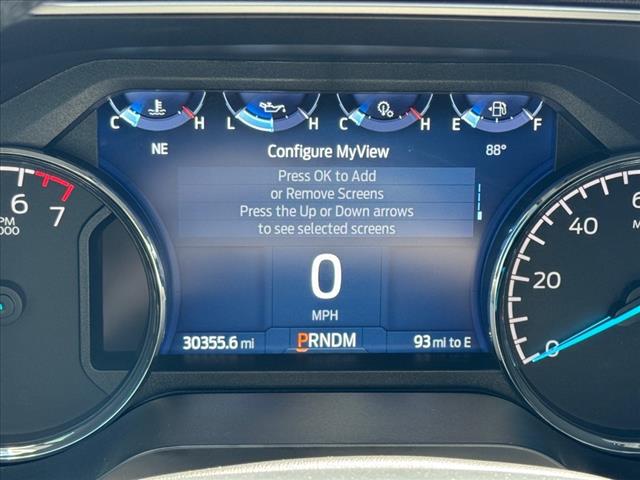 C H L H C H E F
NE Configure MyView 88°
Press OK to Add
or Remove Screens
Press the Up or Down arrows
to see selected screens
0
MPH
30355.6 mi PRNDM 93 mi to E
6 7
000
0 20 40